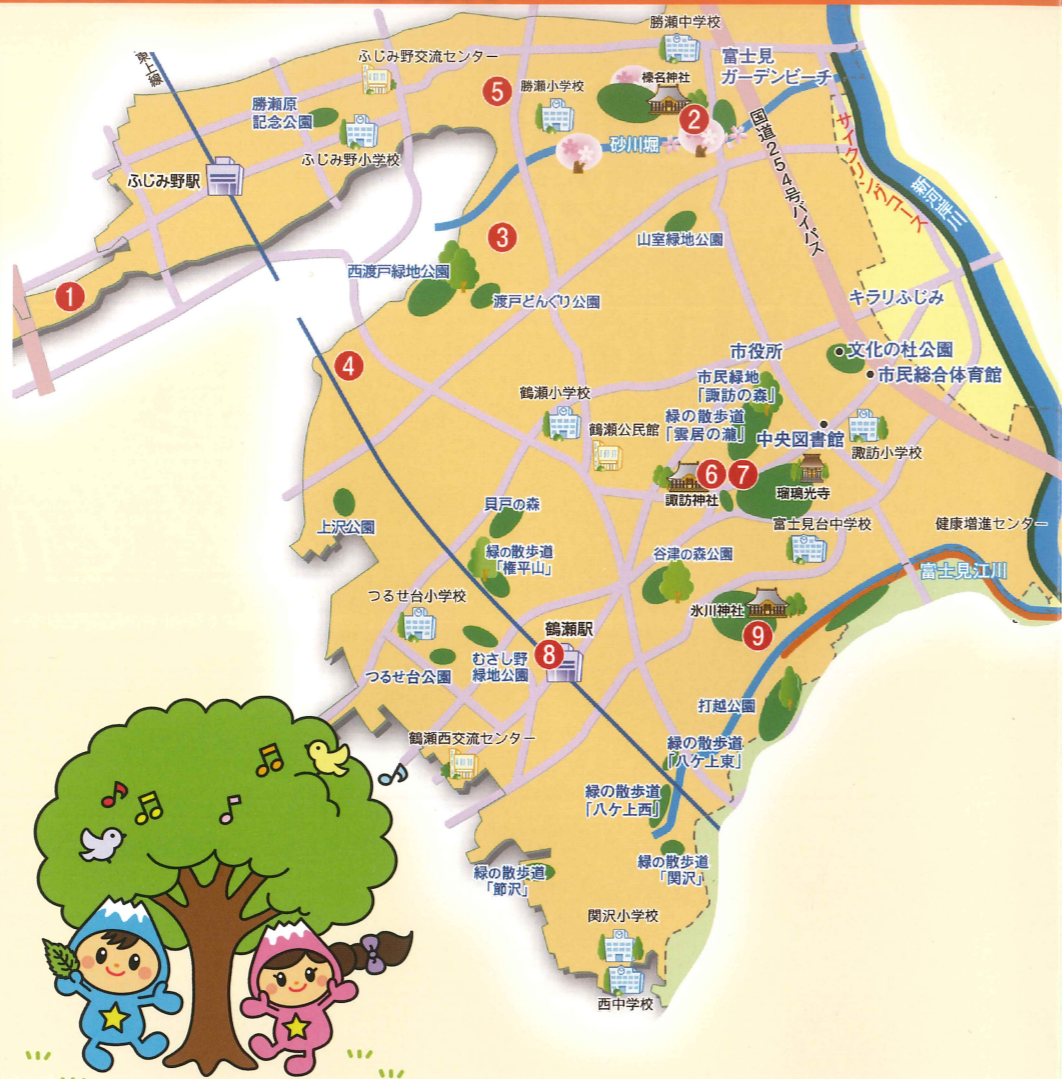 勝瀬中学校
東上線
ふじみ野交流センター
富士見
ガーデンビーチ
榛名神社
⑤
勝瀬小学校
勝瀬原
記念公園
②
ふじみ野小学校
砂川堀
国道254号バイパス
サイクリングコース
新河岸川
ふじみ野駅
③
山室緑地公園
西渡戸緑地公園
①
渡戸どんぐり公園
キラリふじみ
④
市役所
文化の杜公園
市民総合体育館
市民緑地
「諏訪の森」
鶴瀬小学校
緑の散歩道
「雲居の瀧」
鶴瀬公民館
中央図書館
諏訪小学校
⑥
⑦
諏訪神社
瑠璃光寺
貝戸の森
上沢公園
富士見台中学校
健康増進センター
緑の散歩道
「権平山」
谷津の森公園
富士見江川
つるせ台小学校
氷川神社
⑨
鶴瀬駅
⑧
むさし野
緑地公園
つるせ台公園
打越公園
鶴瀬西交流センター
緑の散歩道
「八ケ上東」
緑の散歩道
「八ケ上西」
緑の散歩道
「関沢」
緑の散歩道
「節沢」
関沢小学校
西中学校